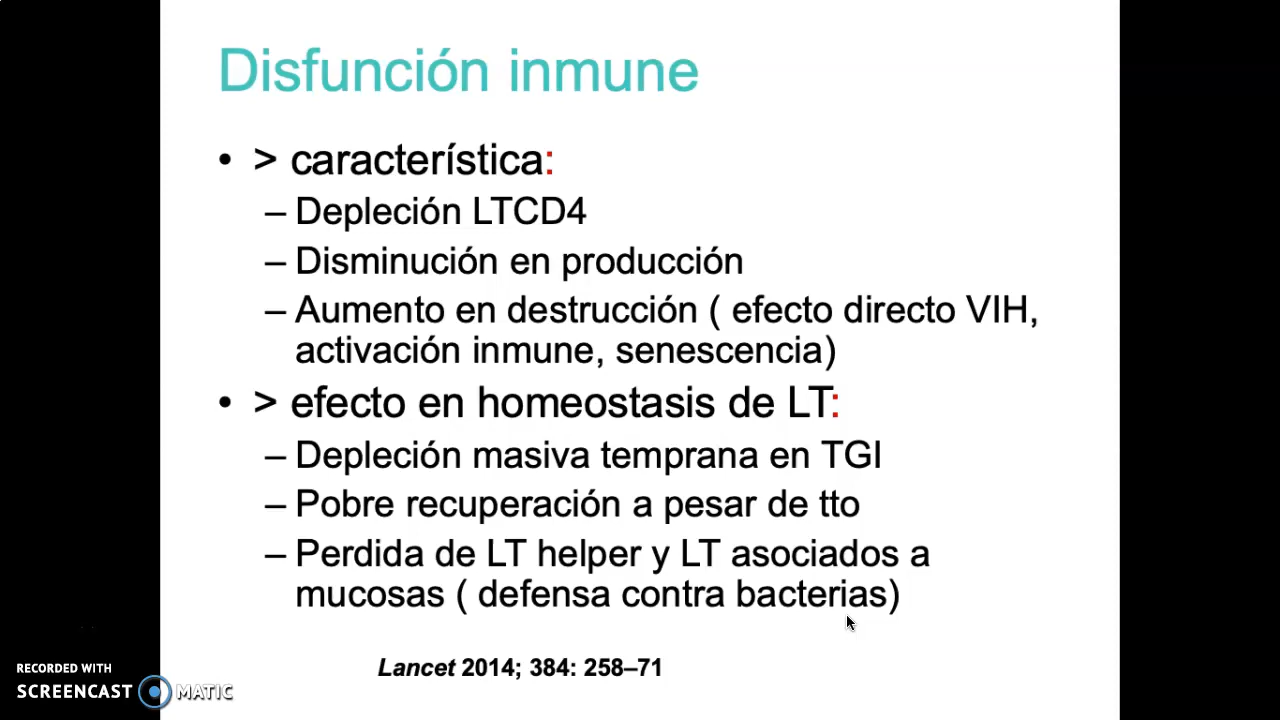 Disfunción inmune
• > característica:
– Depleción LTCD4
– Disminución en producción
– Aumento en destrucción ( efecto directo VIH,
activación inmune, senescencia)
• > efecto en homeostasis de LT:
– Depleción masiva temprana en TGI
– Pobre recuperación a pesar de tto
– Perdida de LT helper y LT asociados a
mucosas ( defensa contra bacterias)
Lancet 2014; 384: 258–71
RECORDED WITH
SCREENCAST MATIC